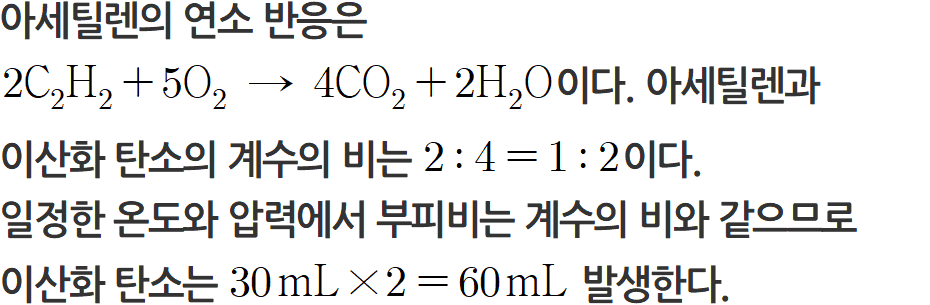 아세틸렌의 연소 반응은
2C₂H₂ + 5O₂ → 4CO₂ + 2H₂O이다. 아세틸렌과
이산화 탄소의 계수의 비는 2 : 4 = 1 : 2이다.
일정한 온도와 압력에서 부피비는 계수의 비와 같으므로
이산화 탄소는 30 mL × 2 = 60 mL 발생한다.